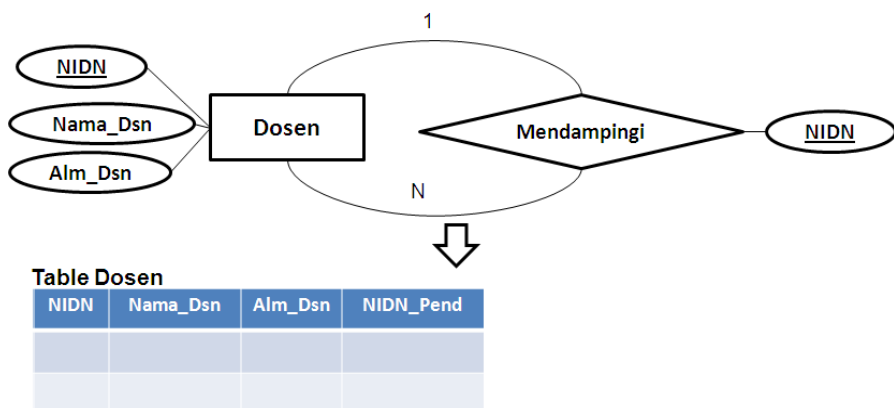 1
NIDN
Nama_Dsn
Alm_Dsn
Dosen
Mendampingi
NIDN
N
Table Dosen
NIDN Nama_Dsn Alm_Dsn NIDN_Pend